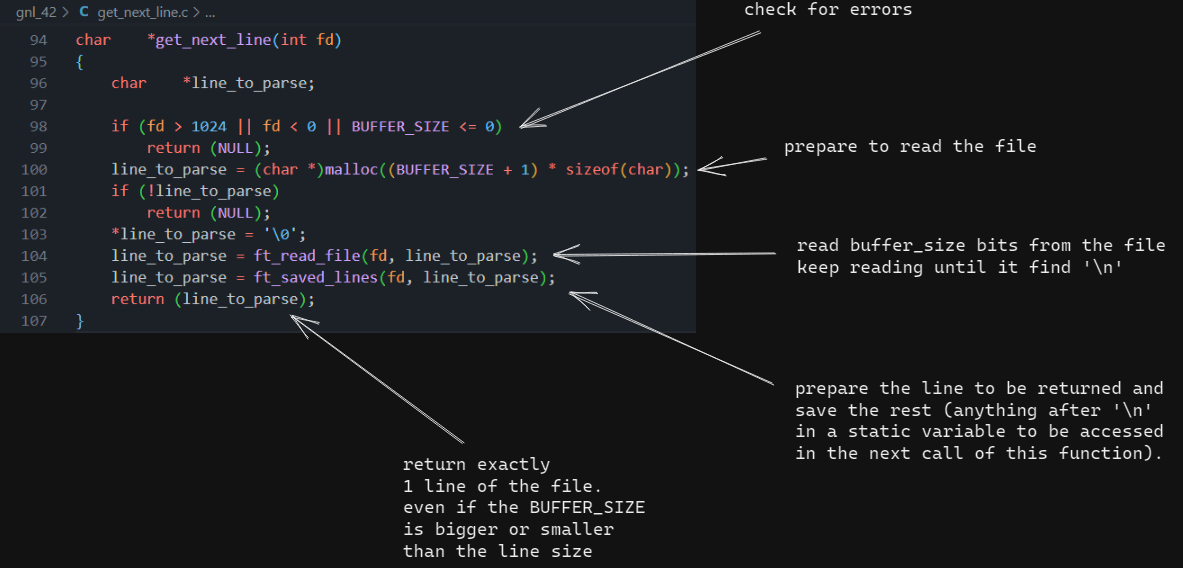 gnl_42 > C get_next_line.c > ...
94 char *get_next_line(int fd)
95 {
96 char *line_to_parse;
97
98 if (fd > 1024 || fd < 0 || BUFFER_SIZE <= 0)
99 return (NULL);
100 line_to_parse = (char *)malloc((BUFFER_SIZE + 1) * sizeof(char));
101 if (!line_to_parse)
102 return (NULL);
103 *line_to_parse = '\0';
104 line_to_parse = ft_read_file(fd, line_to_parse);
105 line_to_parse = ft_saved_lines(fd, line_to_parse);
106 return (line_to_parse);
107 }
check for errors
prepare to read the file
read buffer_size bits from the file
keep reading until it find '\n'
prepare the line to be returned and
save the rest (anything after '\n'
in a static variable to be accessed
in the next call of this function).
return exactly
1 line of the file.
even if the BUFFER_SIZE
is bigger or smaller
than the line size